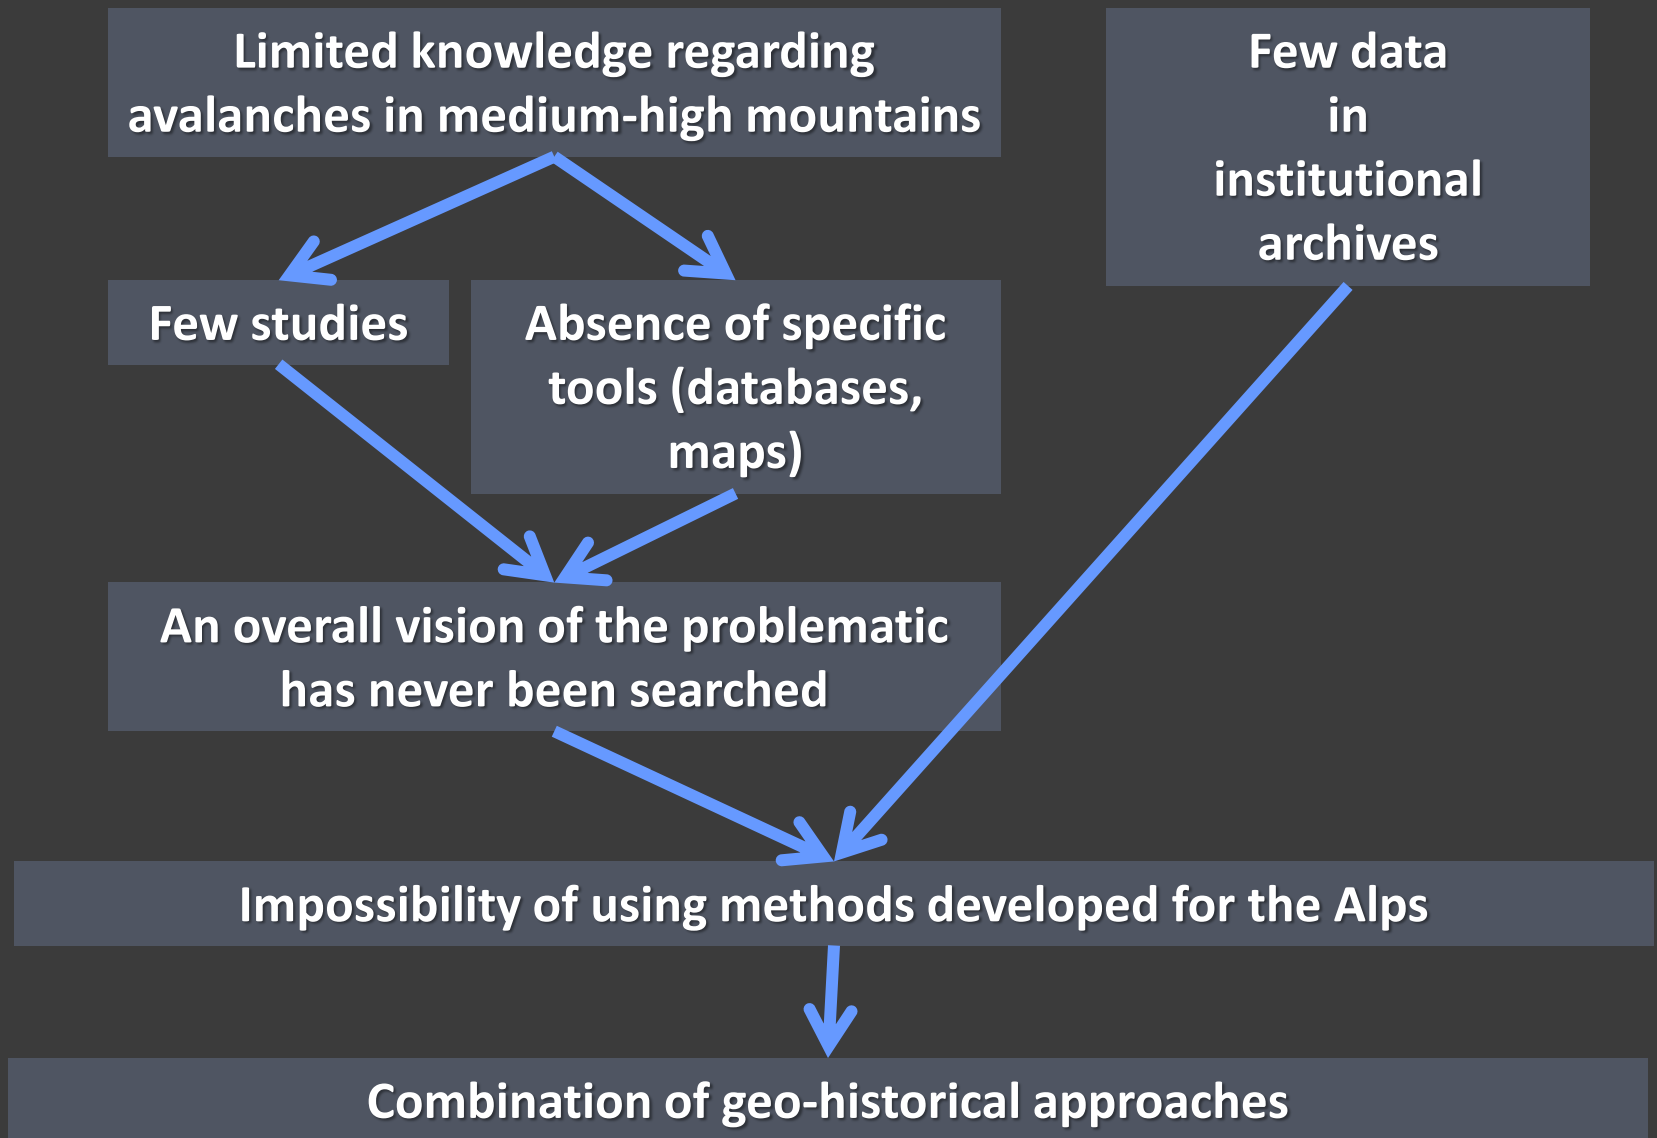 Limited knowledge regarding
avalanches in medium-high mountains
Few data
in
institutional
archives
Few studies
Absence of specific
tools (databases,
maps)
An overall vision of the problematic
has never been searched
Impossibility of using methods developed for the Alps
Combination of geo-historical approaches